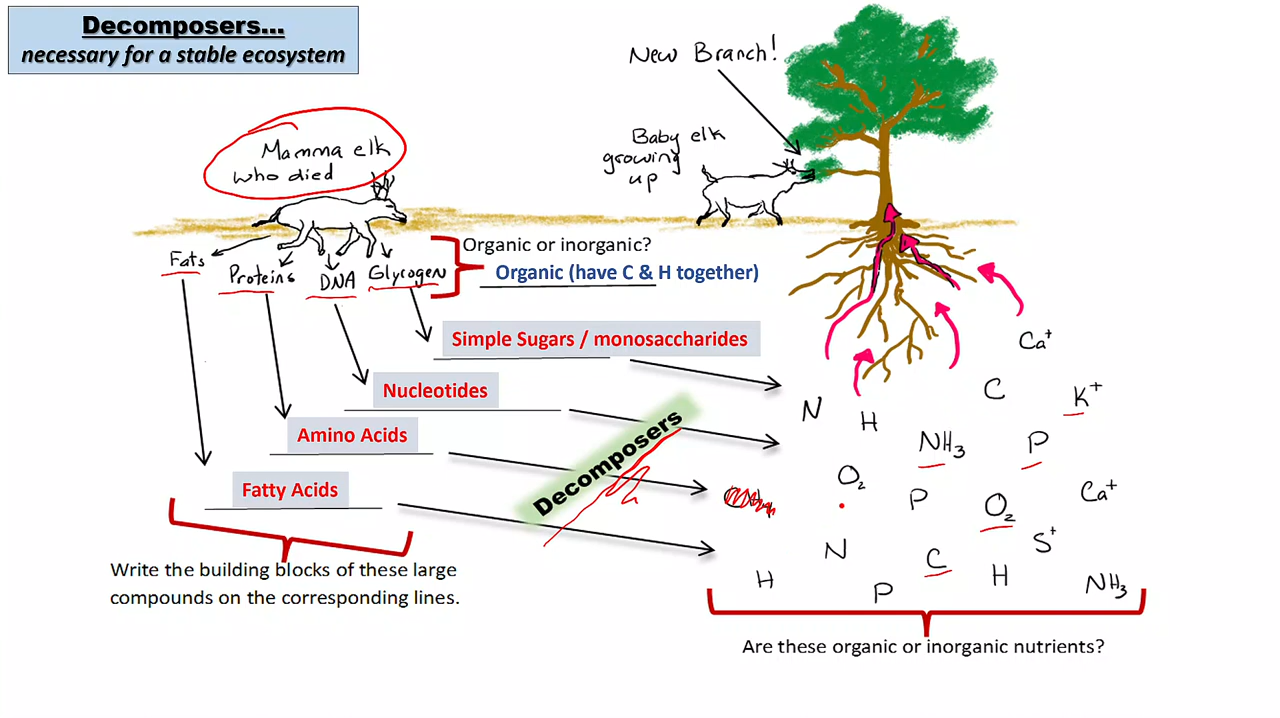 Decomposers...
necessary for a stable ecosystem
New Branch!
Mamma elk
who died
Baby elk
growing
up
Fats
Proteins
DNA
Glycogen
Organic or inorganic?
Organic (have C & H together)
Simple Sugars / monosaccharides
Nucleotides
Amino Acids
Fatty Acids
Decomposers
Ca+
C
K+
N
H
NH3
P
O2
P
O2
Ca+
S+
N
C
H
H
P
NH3
Write the building blocks of these large
compounds on the corresponding lines.
Are these organic or inorganic nutrients?